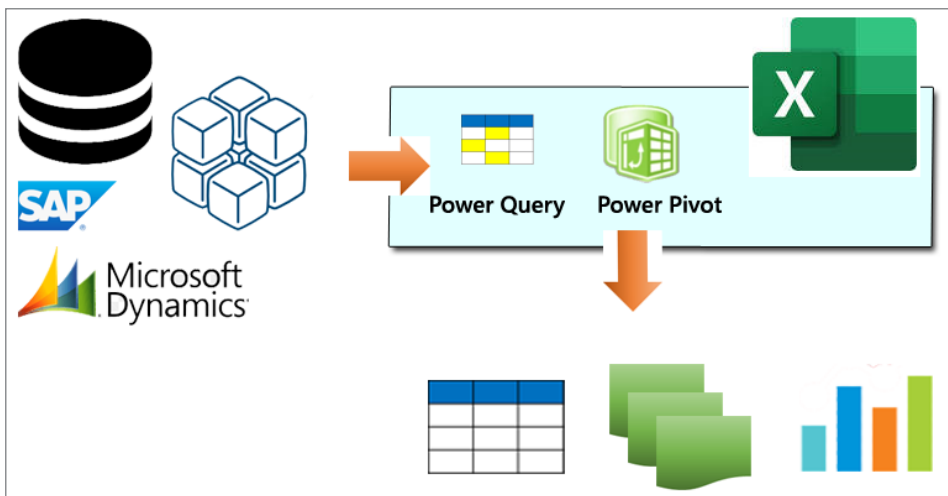 SAP
Microsoft
Dynamics
X
Power Query
Power Pivot